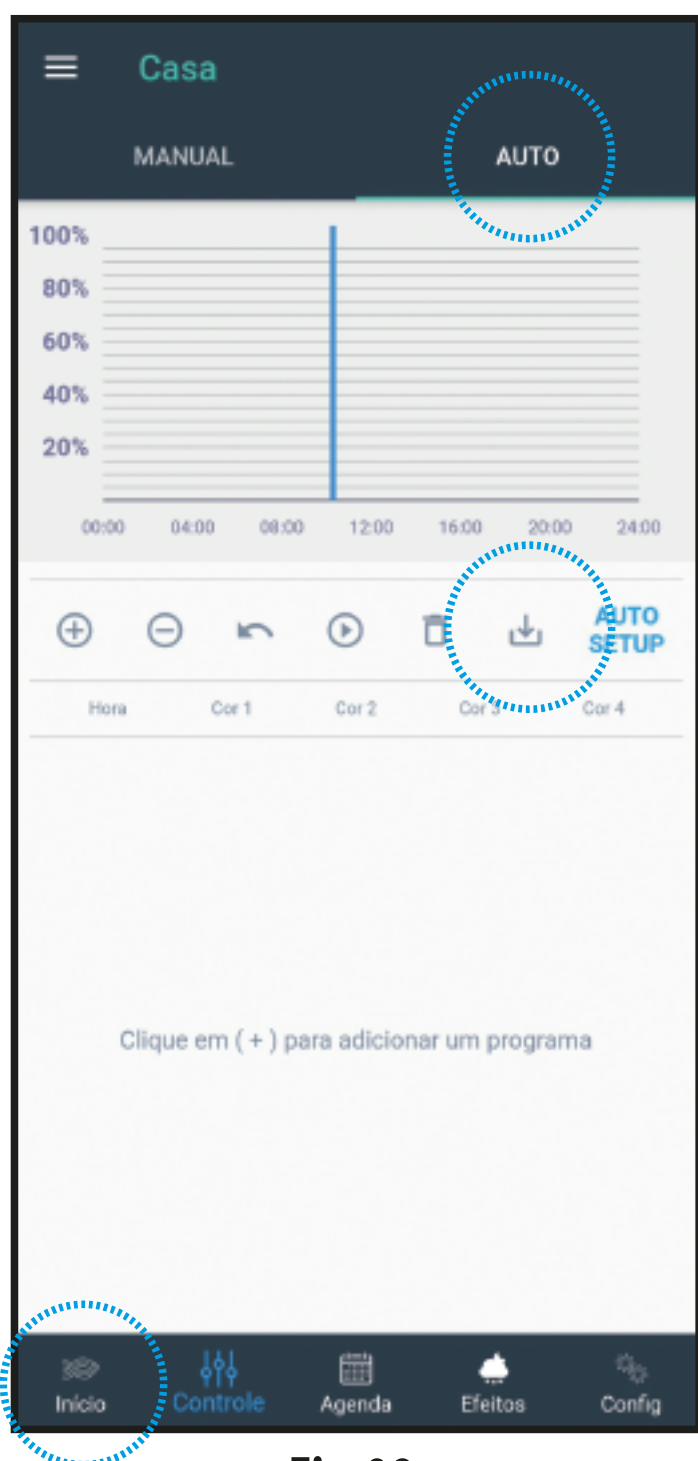 Casa
MANUAL AUTO
100%
80%
60%
40%
20%
00:00 04:00 08:00 12:00 16:00 20:00 24:00
AUTO
SETUP
Hora Cor 1 Cor 2 Cor 3 Cor 4
Clique em ( + ) para adicionar um programa
Início Controle Agenda Efeitos Config